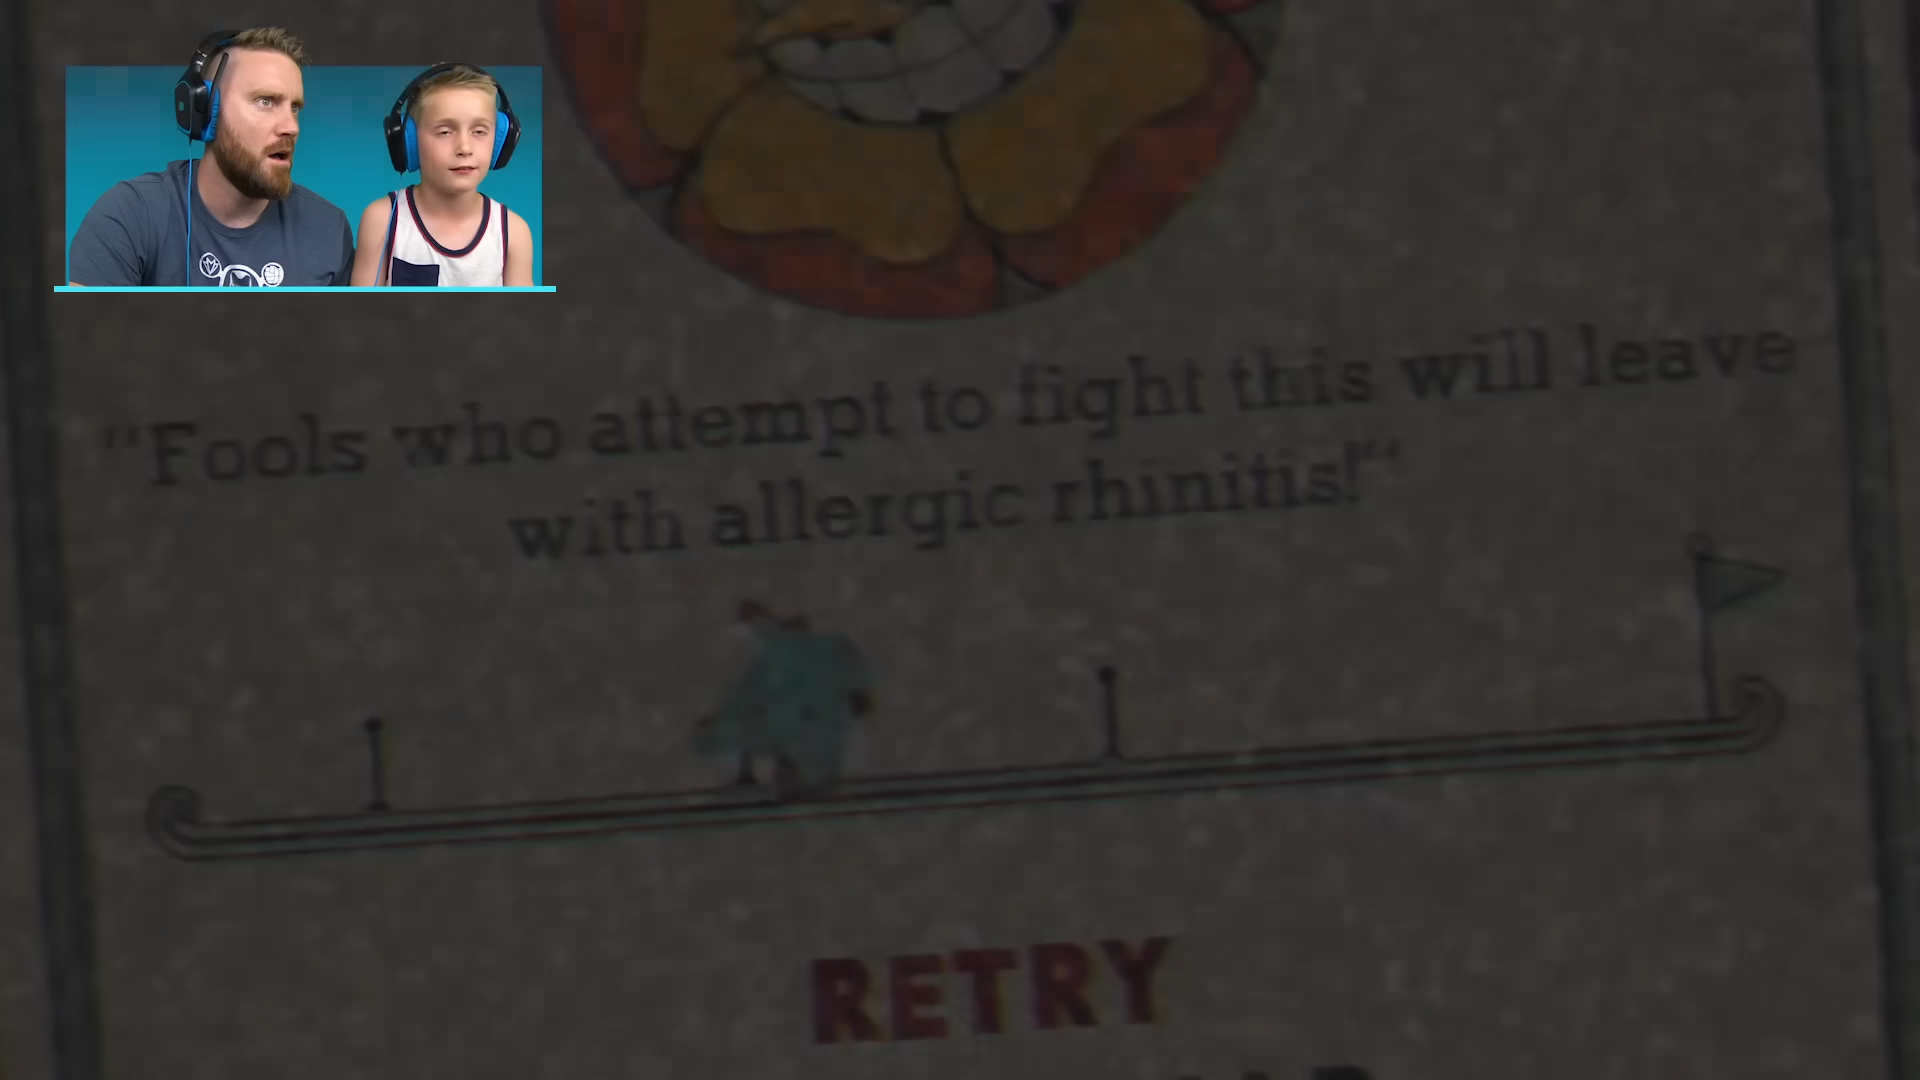 "Fools who attempt to fight this will leave
with allergic rhinitis!"
RETRY